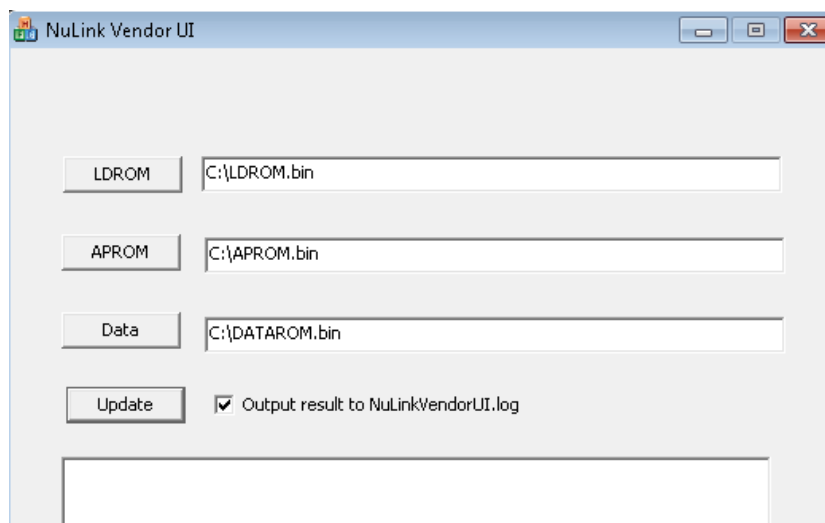 NuLink Vendor UI
LDROM C:\LDROM.bin
APROM C:\APROM.bin
Data C:\DATAROM.bin
Update Output result to NuLinkVendorUI.log